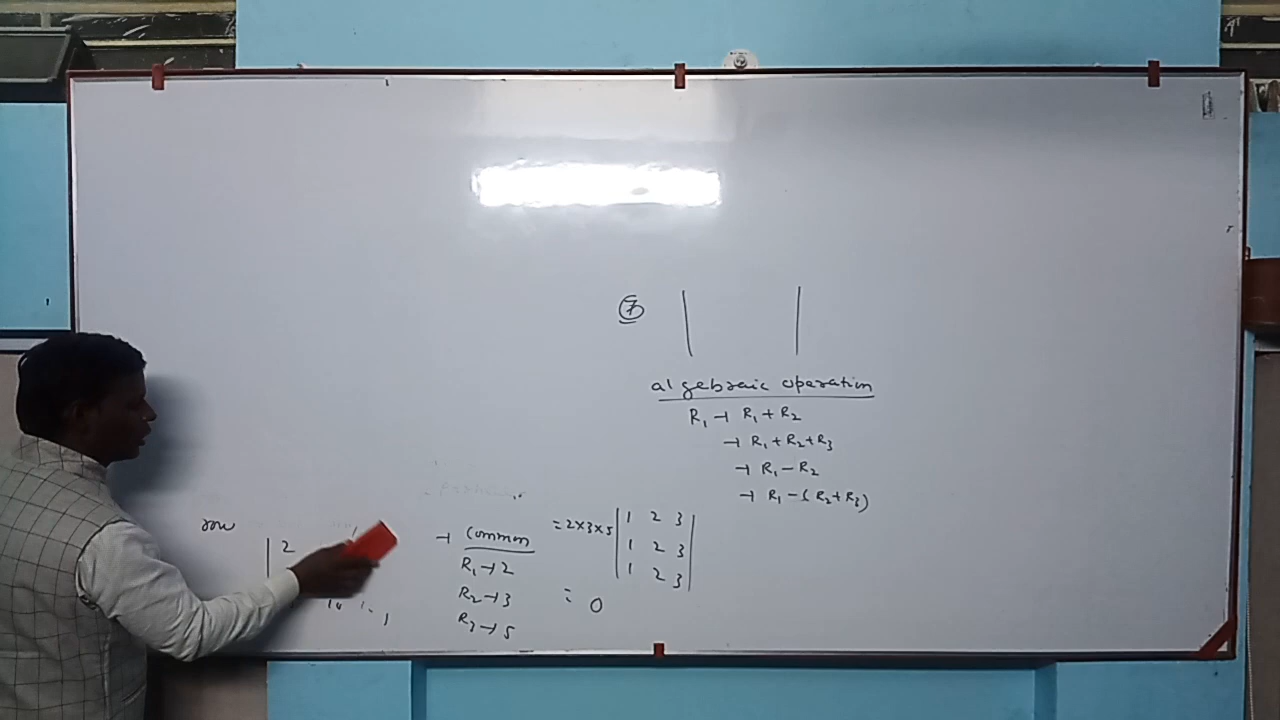 ⑦
algebraic operation
R₁ → R₁ + R₂
→ R₁ + R₂ + R₃
→ R₁ − R₂
→ R₁ − (R₂ + R₃)
row
2
→ Common
R₁ → 2
R₂ → 3
R₃ → 5
= 2×3×5 | 1 2 3 |
| 1 2 3 |
| 1 2 3 |
= 0